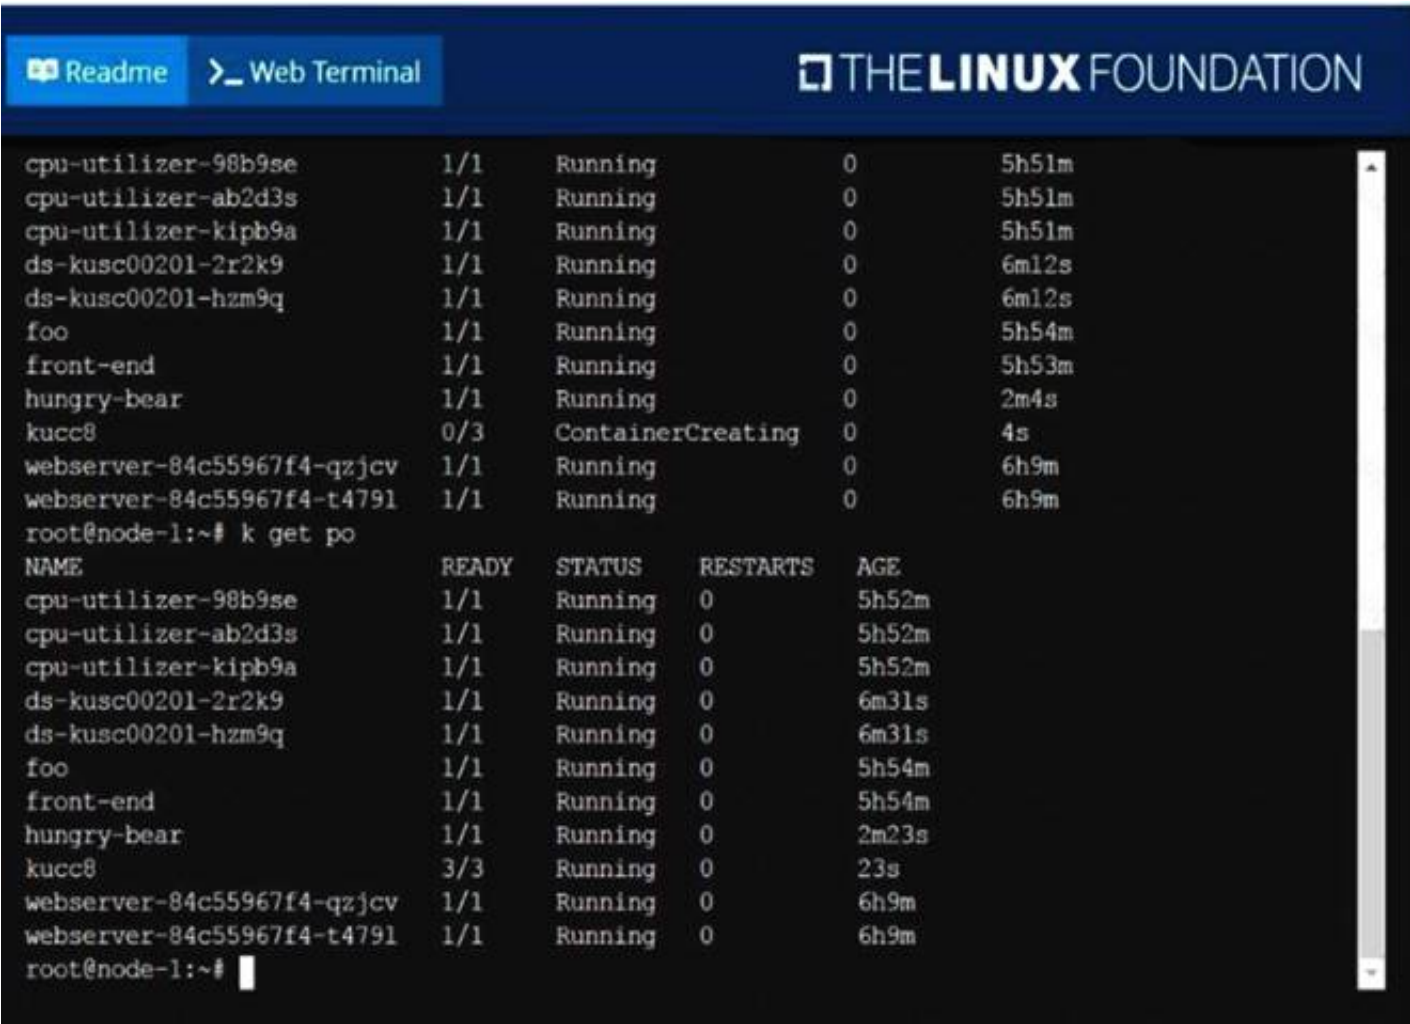 Readme >_ Web Terminal THE LINUX FOUNDATION
cpu-utilizer-98b9se 1/1 Running 0 5h51m
cpu-utilizer-ab2d3s 1/1 Running 0 5h51m
cpu-utilizer-kipb9a 1/1 Running 0 5h51m
ds-kusc00201-2r2k9 1/1 Running 0 6m12s
ds-kusc00201-hzm9q 1/1 Running 0 6m12s
foo 1/1 Running 0 5h54m
front-end 1/1 Running 0 5h53m
hungry-bear 1/1 Running 0 2m4s
kucc8 0/3 ContainerCreating 0 4s
webserver-84c55967f4-qzjcv 1/1 Running 0 6h9m
webserver-84c55967f4-t479l 1/1 Running 0 6h9m
root@node-1:~# k get po
NAME READY STATUS RESTARTS AGE
cpu-utilizer-98b9se 1/1 Running 0 5h52m
cpu-utilizer-ab2d3s 1/1 Running 0 5h52m
cpu-utilizer-kipb9a 1/1 Running 0 5h52m
ds-kusc00201-2r2k9 1/1 Running 0 6m31s
ds-kusc00201-hzm9q 1/1 Running 0 6m31s
foo 1/1 Running 0 5h54m
front-end 1/1 Running 0 5h54m
hungry-bear 1/1 Running 0 2m23s
kucc8 3/3 Running 0 23s
webserver-84c55967f4-qzjcv 1/1 Running 0 6h9m
webserver-84c55967f4-t479l 1/1 Running 0 6h9m
root@node-1:~#